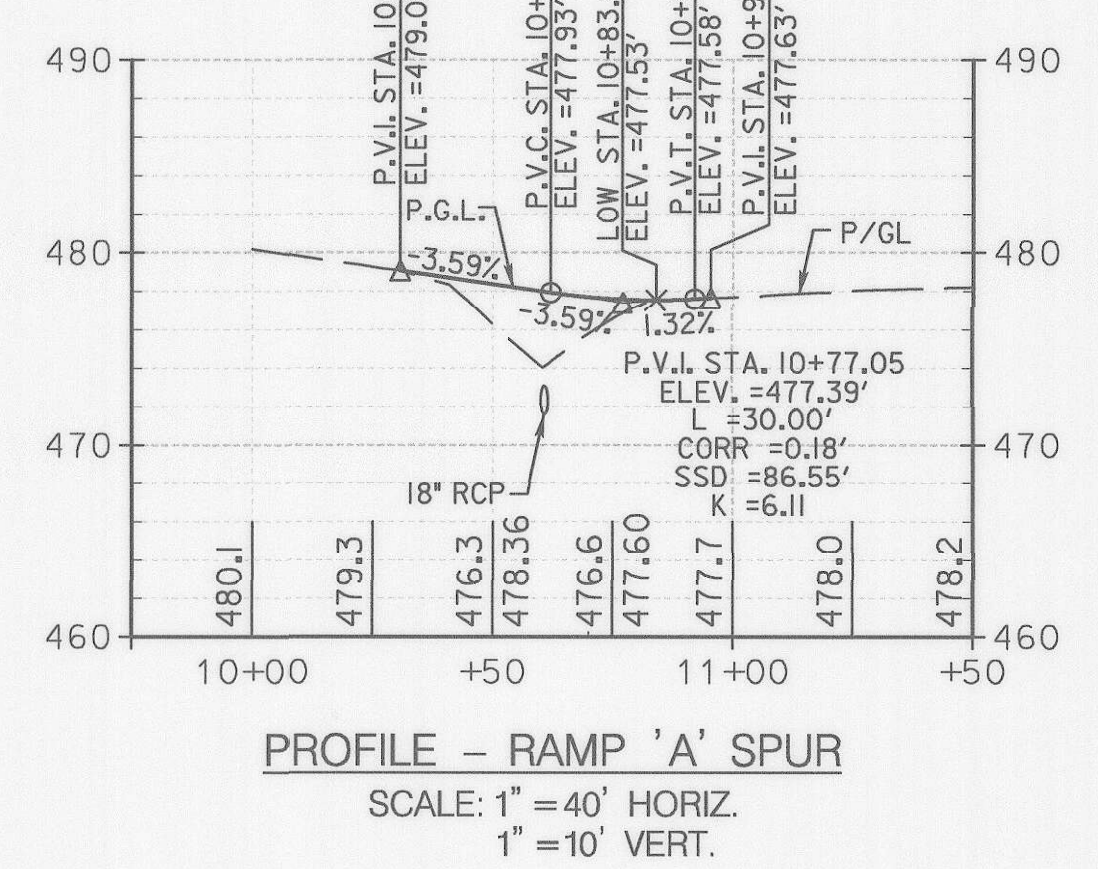 P.V.I. STA. 10
ELEV. =479.0
P.V.C. STA. 10+
ELEV. =477.93'
LOW STA. 10+83.
ELEV. =477.53'
P.V.T. STA. 10+
ELEV. =477.58'
P.V.I. STA. 10+9
ELEV. =477.63'
490
490
P.G.L.
P/GL
480
480
-3.59%
-3.59%
1.32%
P.V.I. STA. 10+77.05
ELEV. =477.39'
L =30.00'
CORR =0.18'
SSD =86.55'
K =6.11
470
470
18" RCP
480.1
479.3
476.3
478.36
476.6
477.60
477.7
478.0
478.2
460
460
10+00
+50
11+00
+50
PROFILE - RAMP 'A' SPUR
SCALE: 1" =40' HORIZ.
1" =10' VERT.